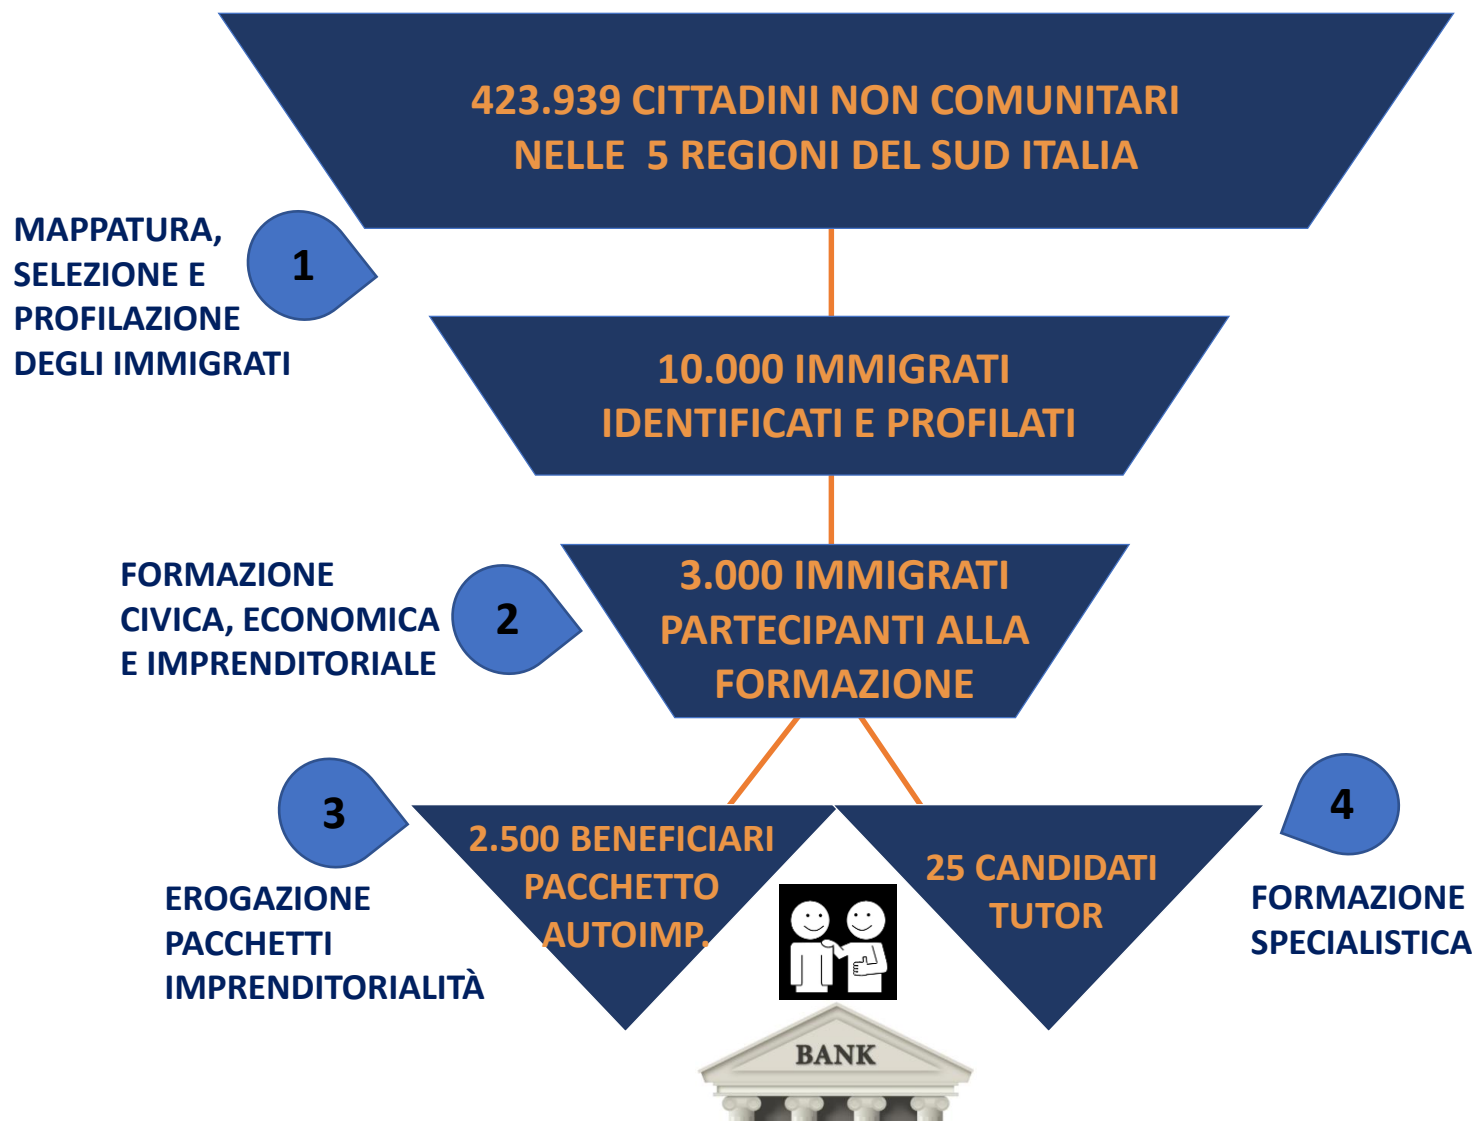 423.939 CITTADINI NON COMUNITARI
NELLE 5 REGIONI DEL SUD ITALIA
MAPPATURA,
SELEZIONE E
PROFILAZIONE
DEGLI IMMIGRATI
1
10.000 IMMIGRATI
IDENTIFICATI E PROFILATI
FORMAZIONE
CIVICA, ECONOMICA
E IMPRENDITORIALE
2
3.000 IMMIGRATI
PARTECIPANTI ALLA
FORMAZIONE
3
EROGAZIONE
PACCHETTI
IMPRENDITORIALITÀ
2.500 BENEFICIARI
PACCHETTO
AUTOIMP.
25 CANDIDATI
TUTOR
4
FORMAZIONE
SPECIALISTICA
BANK